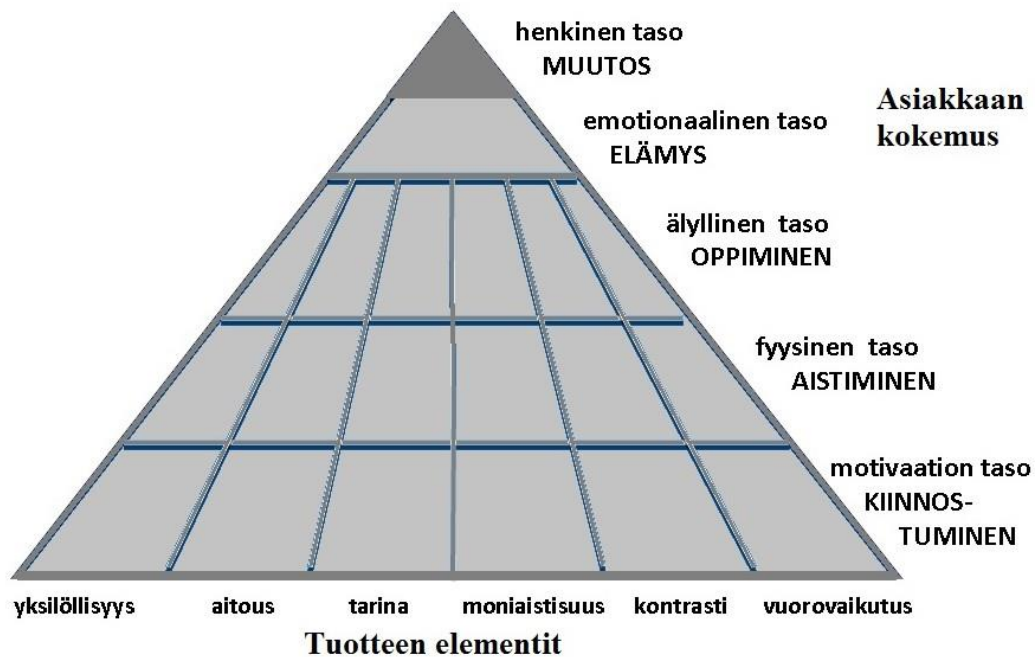 henkinen taso
MUUTOS
Asiakkaan
kokemus
emotionaalinen taso
ELÄMYS
älyllinen taso
OPPIMINEN
fyysinen taso
AISTIMINEN
motivaation taso
KIINNOS-
TUMINEN
yksilöllisyys aitous tarina moniaistisuus kontrasti vuorovaikutus
Tuotteen elementit